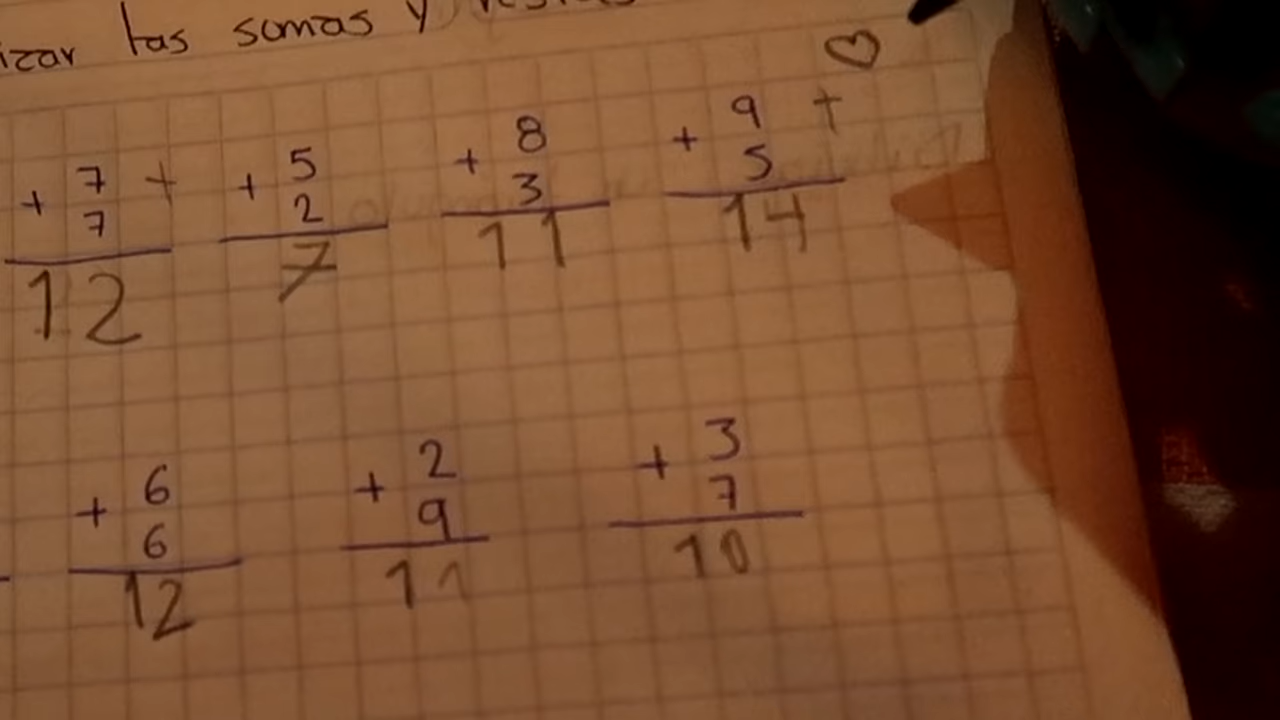 izar las sumas y
+ 7 + + 5 + 8 + 9 +
7 2 3 5
12 7 11 14
+ 6 + 2 + 3
6 9 7
12 11 10